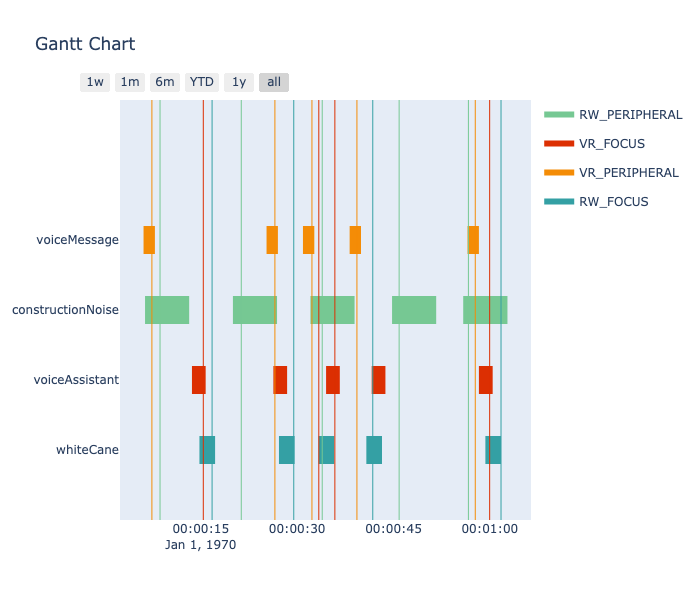 Gantt Chart
1w 1m 6m YTD 1y all
RW_PERIPHERAL
VR_FOCUS
VR_PERIPHERAL
RW_FOCUS
voiceMessage
constructionNoise
voiceAssistant
whiteCane
00:00:15 00:00:30 00:00:45 00:01:00
Jan 1, 1970